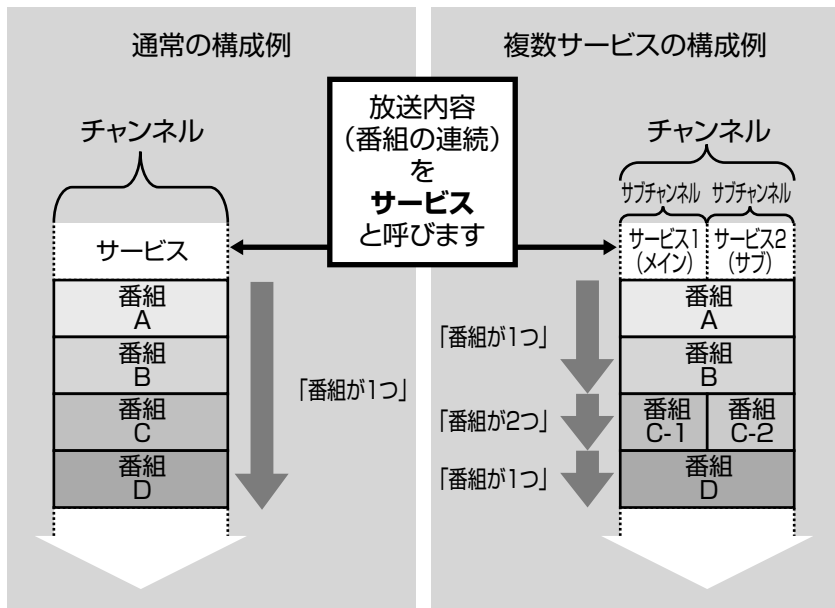 通常の構成例
複数サービスの構成例
放送内容
（番組の連続）
を
サービス
と呼びます
チャンネル
サービス
番組
A
番組
B
番組
C
番組
D
「番組が1つ」
チャンネル
サブチャンネル
サブチャンネル
サービス1
（メイン）
サービス2
（サブ）
番組
A
番組
B
番組
C-1
番組
C-2
番組
D
「番組が1つ」
「番組が2つ」
「番組が1つ」